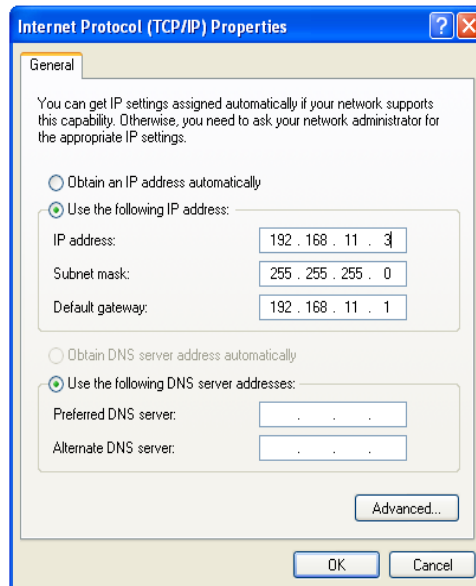 Internet Protocol (TCP/IP) Properties
General
You can get IP settings assigned automatically if your network supports
this capability. Otherwise, you need to ask your network administrator for
the appropriate IP settings.
Obtain an IP address automatically
Use the following IP address:
IP address: 192 . 168 . 11 . 3
Subnet mask: 255 . 255 . 255 . 0
Default gateway: 192 . 168 . 11 . 1
Obtain DNS server address automatically
Use the following DNS server addresses:
Preferred DNS server: . . .
Alternate DNS server: . . .
Advanced...
OK Cancel